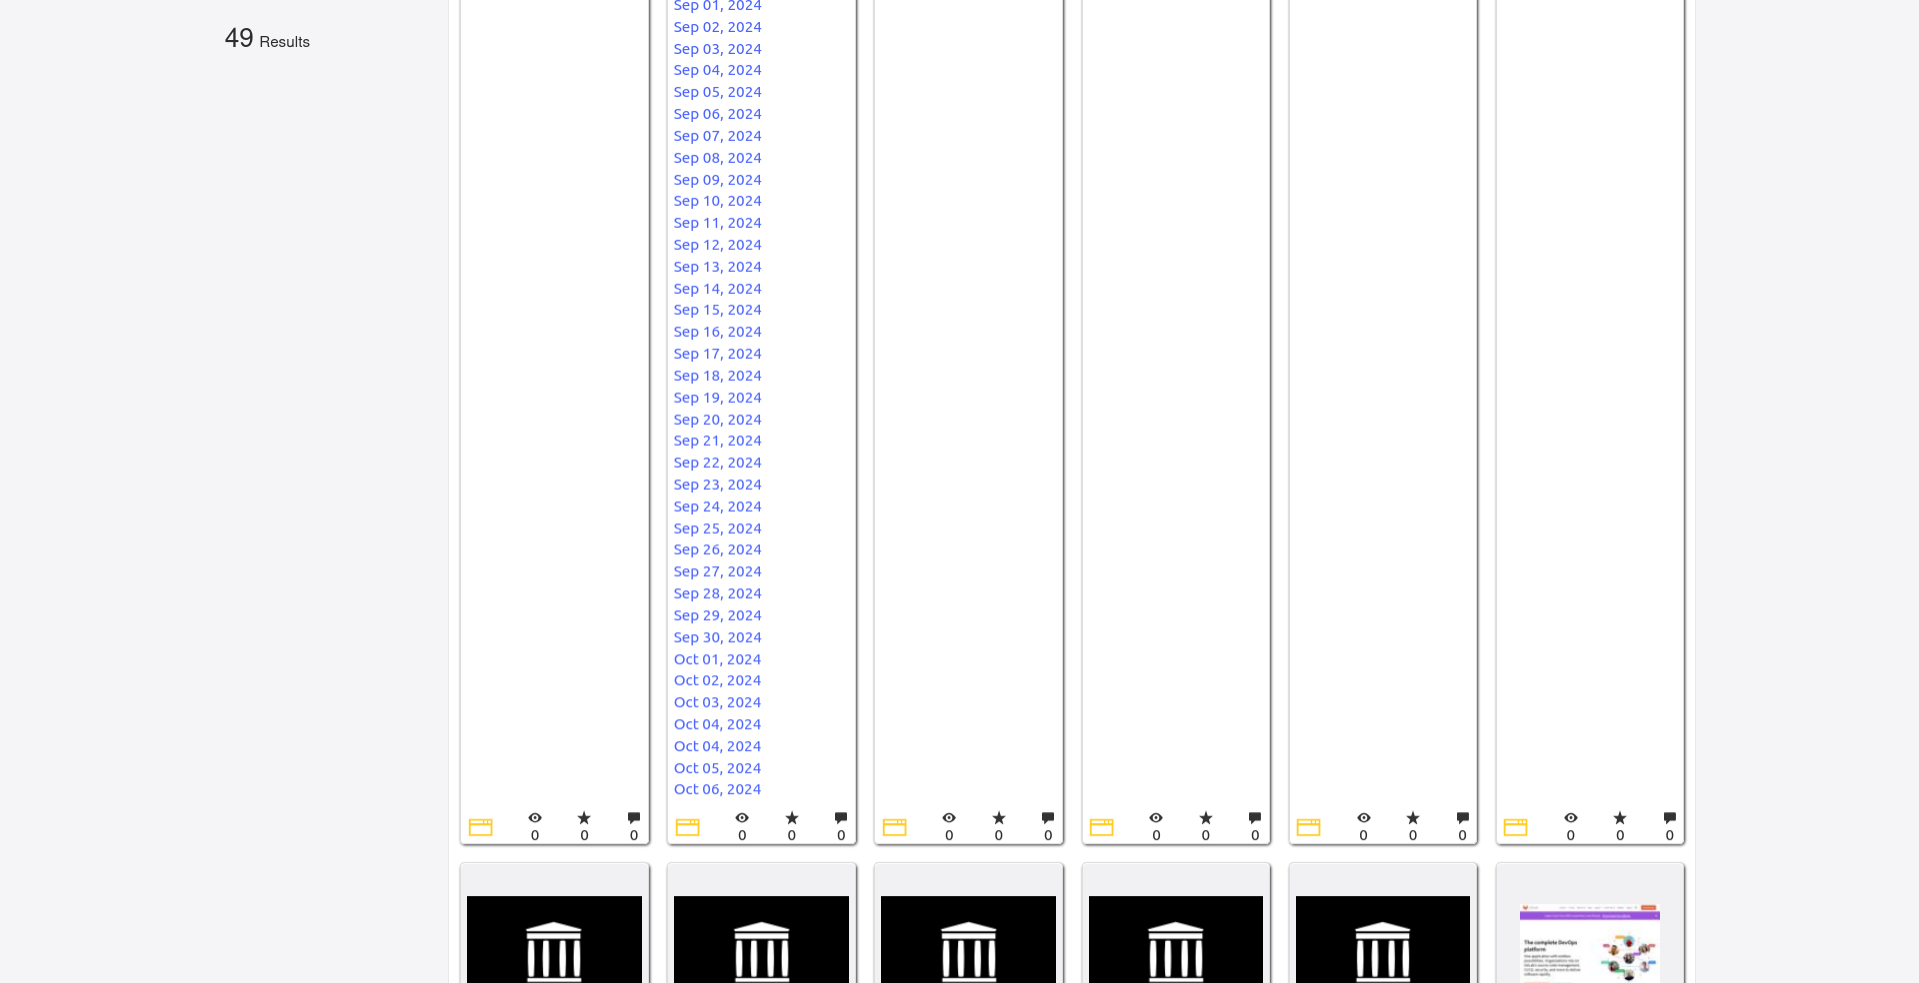 49 Results
Sep 01, 2024
Sep 02, 2024
Sep 03, 2024
Sep 04, 2024
Sep 05, 2024
Sep 06, 2024
Sep 07, 2024
Sep 08, 2024
Sep 09, 2024
Sep 10, 2024
Sep 11, 2024
Sep 12, 2024
Sep 13, 2024
Sep 14, 2024
Sep 15, 2024
Sep 16, 2024
Sep 17, 2024
Sep 18, 2024
Sep 19, 2024
Sep 20, 2024
Sep 21, 2024
Sep 22, 2024
Sep 23, 2024
Sep 24, 2024
Sep 25, 2024
Sep 26, 2024
Sep 27, 2024
Sep 28, 2024
Sep 29, 2024
Sep 30, 2024
Oct 01, 2024
Oct 02, 2024
Oct 03, 2024
Oct 04, 2024
Oct 04, 2024
Oct 05, 2024
Oct 06, 2024
0 0 0 0 0 0 0 0 0 0 0 0 0 0 0 0 0 0
The complete DevOps
platform